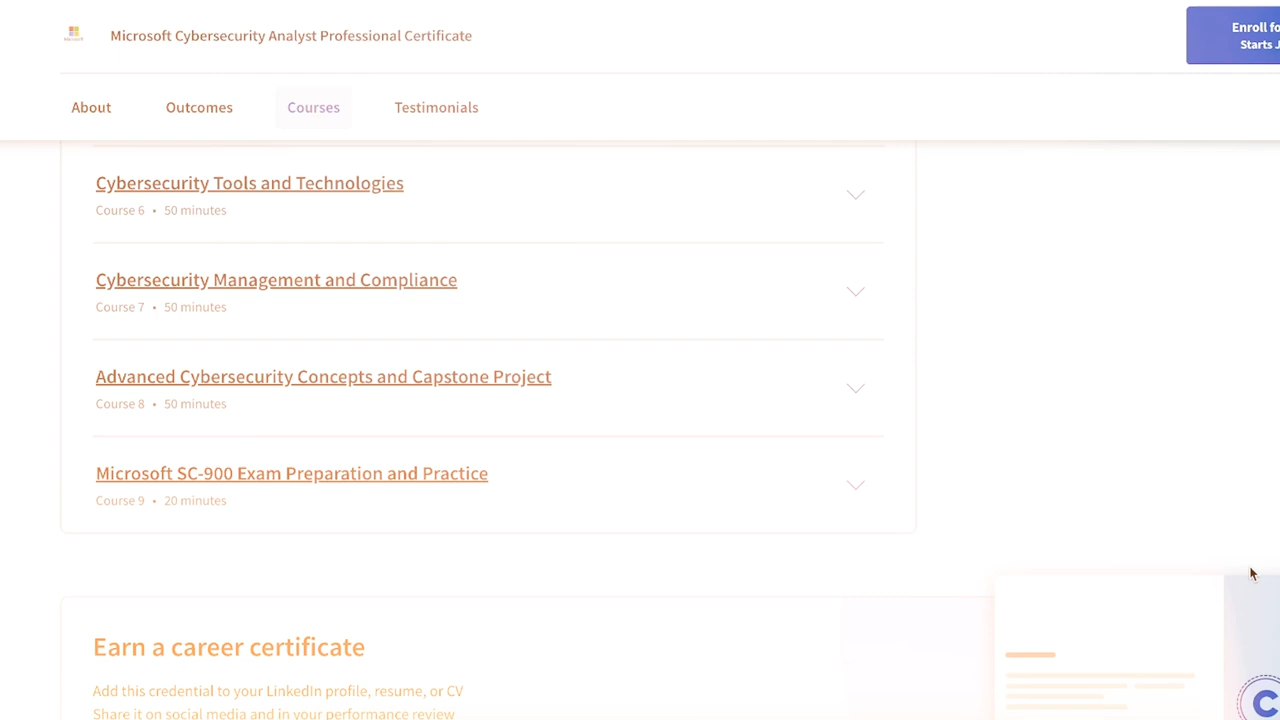 Microsoft Cybersecurity Analyst Professional Certificate
Enroll fo
Starts J
About Outcomes Courses Testimonials
Cybersecurity Tools and Technologies
Course 6 • 50 minutes
Cybersecurity Management and Compliance
Course 7 • 50 minutes
Advanced Cybersecurity Concepts and Capstone Project
Course 8 • 50 minutes
Microsoft SC-900 Exam Preparation and Practice
Course 9 • 20 minutes
Earn a career certificate
Add this credential to your LinkedIn profile, resume, or CV
Share it on social media and in your performance review
C